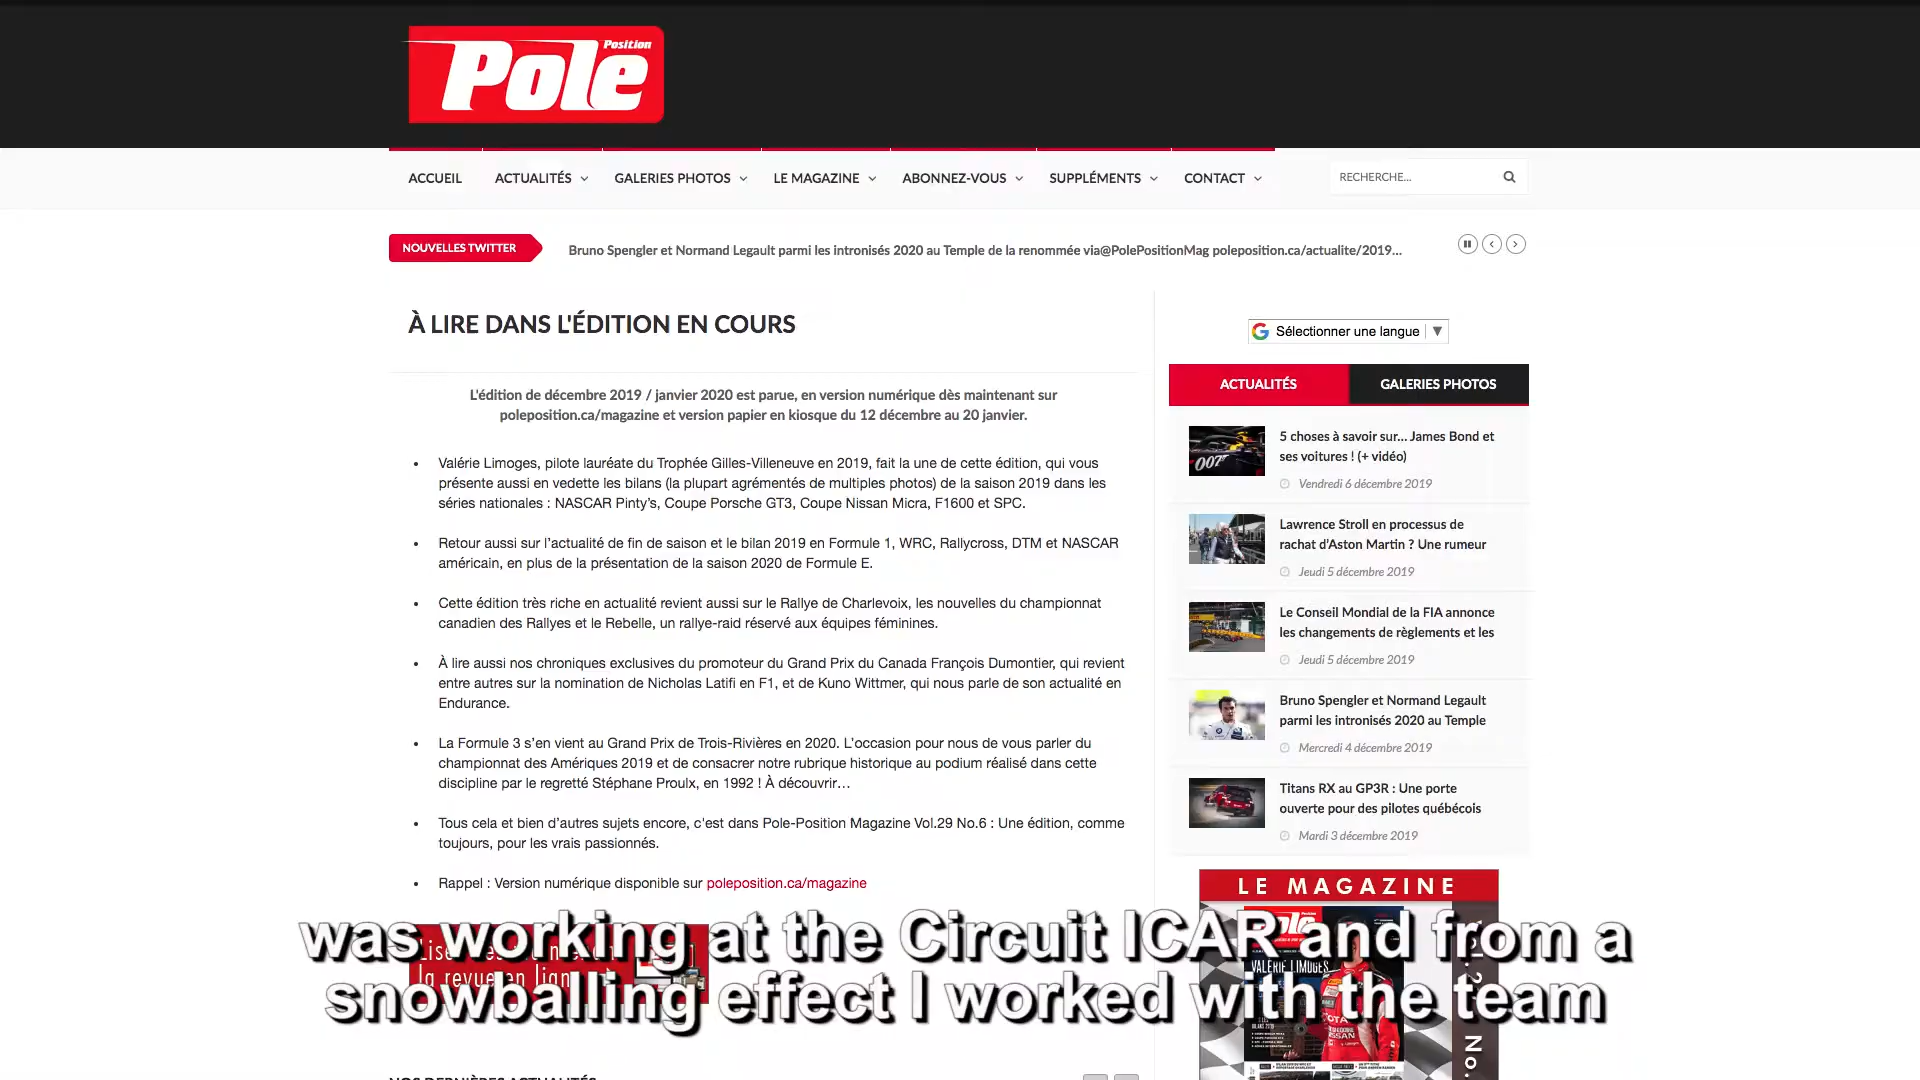 Pole Position
ACCUEIL ACTUALITÉS GALERIES PHOTOS LE MAGAZINE ABONNEZ-VOUS SUPPLÉMENTS CONTACT RECHERCHE...
NOUVELLES TWITTER Bruno Spengler et Normand Legault parmi les intronisés 2020 au Temple de la renommée via@PolePositionMag poleposition.ca/actualite/2019…
À LIRE DANS L'ÉDITION EN COURS
L'édition de décembre 2019 / janvier 2020 est parue, en version numérique dès maintenant sur
poleposition.ca/magazine et version papier en kiosque du 12 décembre au 20 janvier.
• Valérie Limoges, pilote lauréate du Trophée Gilles-Villeneuve en 2019, fait la une de cette édition, qui vous
présente aussi en vedette les bilans (la plupart agrémentés de multiples photos) de la saison 2019 dans les
séries nationales : NASCAR Pinty’s, Coupe Porsche GT3, Coupe Nissan Micra, F1600 et SPC.
• Retour aussi sur l’actualité de fin de saison et le bilan 2019 en Formule 1, WRC, Rallycross, DTM et NASCAR
américain, en plus de la présentation de la saison 2020 de Formule E.
• Cette édition très riche en actualité revient aussi sur le Rallye de Charlevoix, les nouvelles du championnat
canadien des Rallyes et le Rebelle, un rallye-raid réservé aux équipes féminines.
• À lire aussi nos chroniques exclusives du promoteur du Grand Prix du Canada François Dumontier, qui revient
entre autres sur la nomination de Nicholas Latifi en F1, et de Kuno Wittmer, qui nous parle de son actualité en
Endurance.
• La Formule 3 s’en vient au Grand Prix de Trois-Rivières en 2020. L’occasion pour nous de vous parler du
championnat des Amériques 2019 et de consacrer notre rubrique historique au podium réalisé dans cette
discipline par le regretté Stéphane Proulx, en 1992 ! À découvrir…
• Tous cela et bien d’autres sujets encore, c'est dans Pole-Position Magazine Vol.29 No.6 : Une édition, comme
toujours, pour les vrais passionnés.
• Rappel : Version numérique disponible sur poleposition.ca/magazine
Sélectionner une langue ▼
ACTUALITÉS GALERIES PHOTOS
007
5 choses à savoir sur… James Bond et
ses voitures ! (+ vidéo)
Vendredi 6 décembre 2019
Lawrence Stroll en processus de
rachat d’Aston Martin ? Une rumeur
Jeudi 5 décembre 2019
Le Conseil Mondial de la FIA annonce
les changements de règlements et les
Jeudi 5 décembre 2019
Bruno Spengler et Normand Legault
parmi les intronisés 2020 au Temple
Mercredi 4 décembre 2019
Titans RX au GP3R : Une porte
ouverte pour des pilotes québécois
Mardi 3 décembre 2019
LE MAGAZINE
Pole
VALÉRIE LIMOGES
la revue en ligne
No.
was working at the Circuit ICAR and from a
snowballing effect I worked with the team
NOS DERNIÈRES ACTUALITÉS